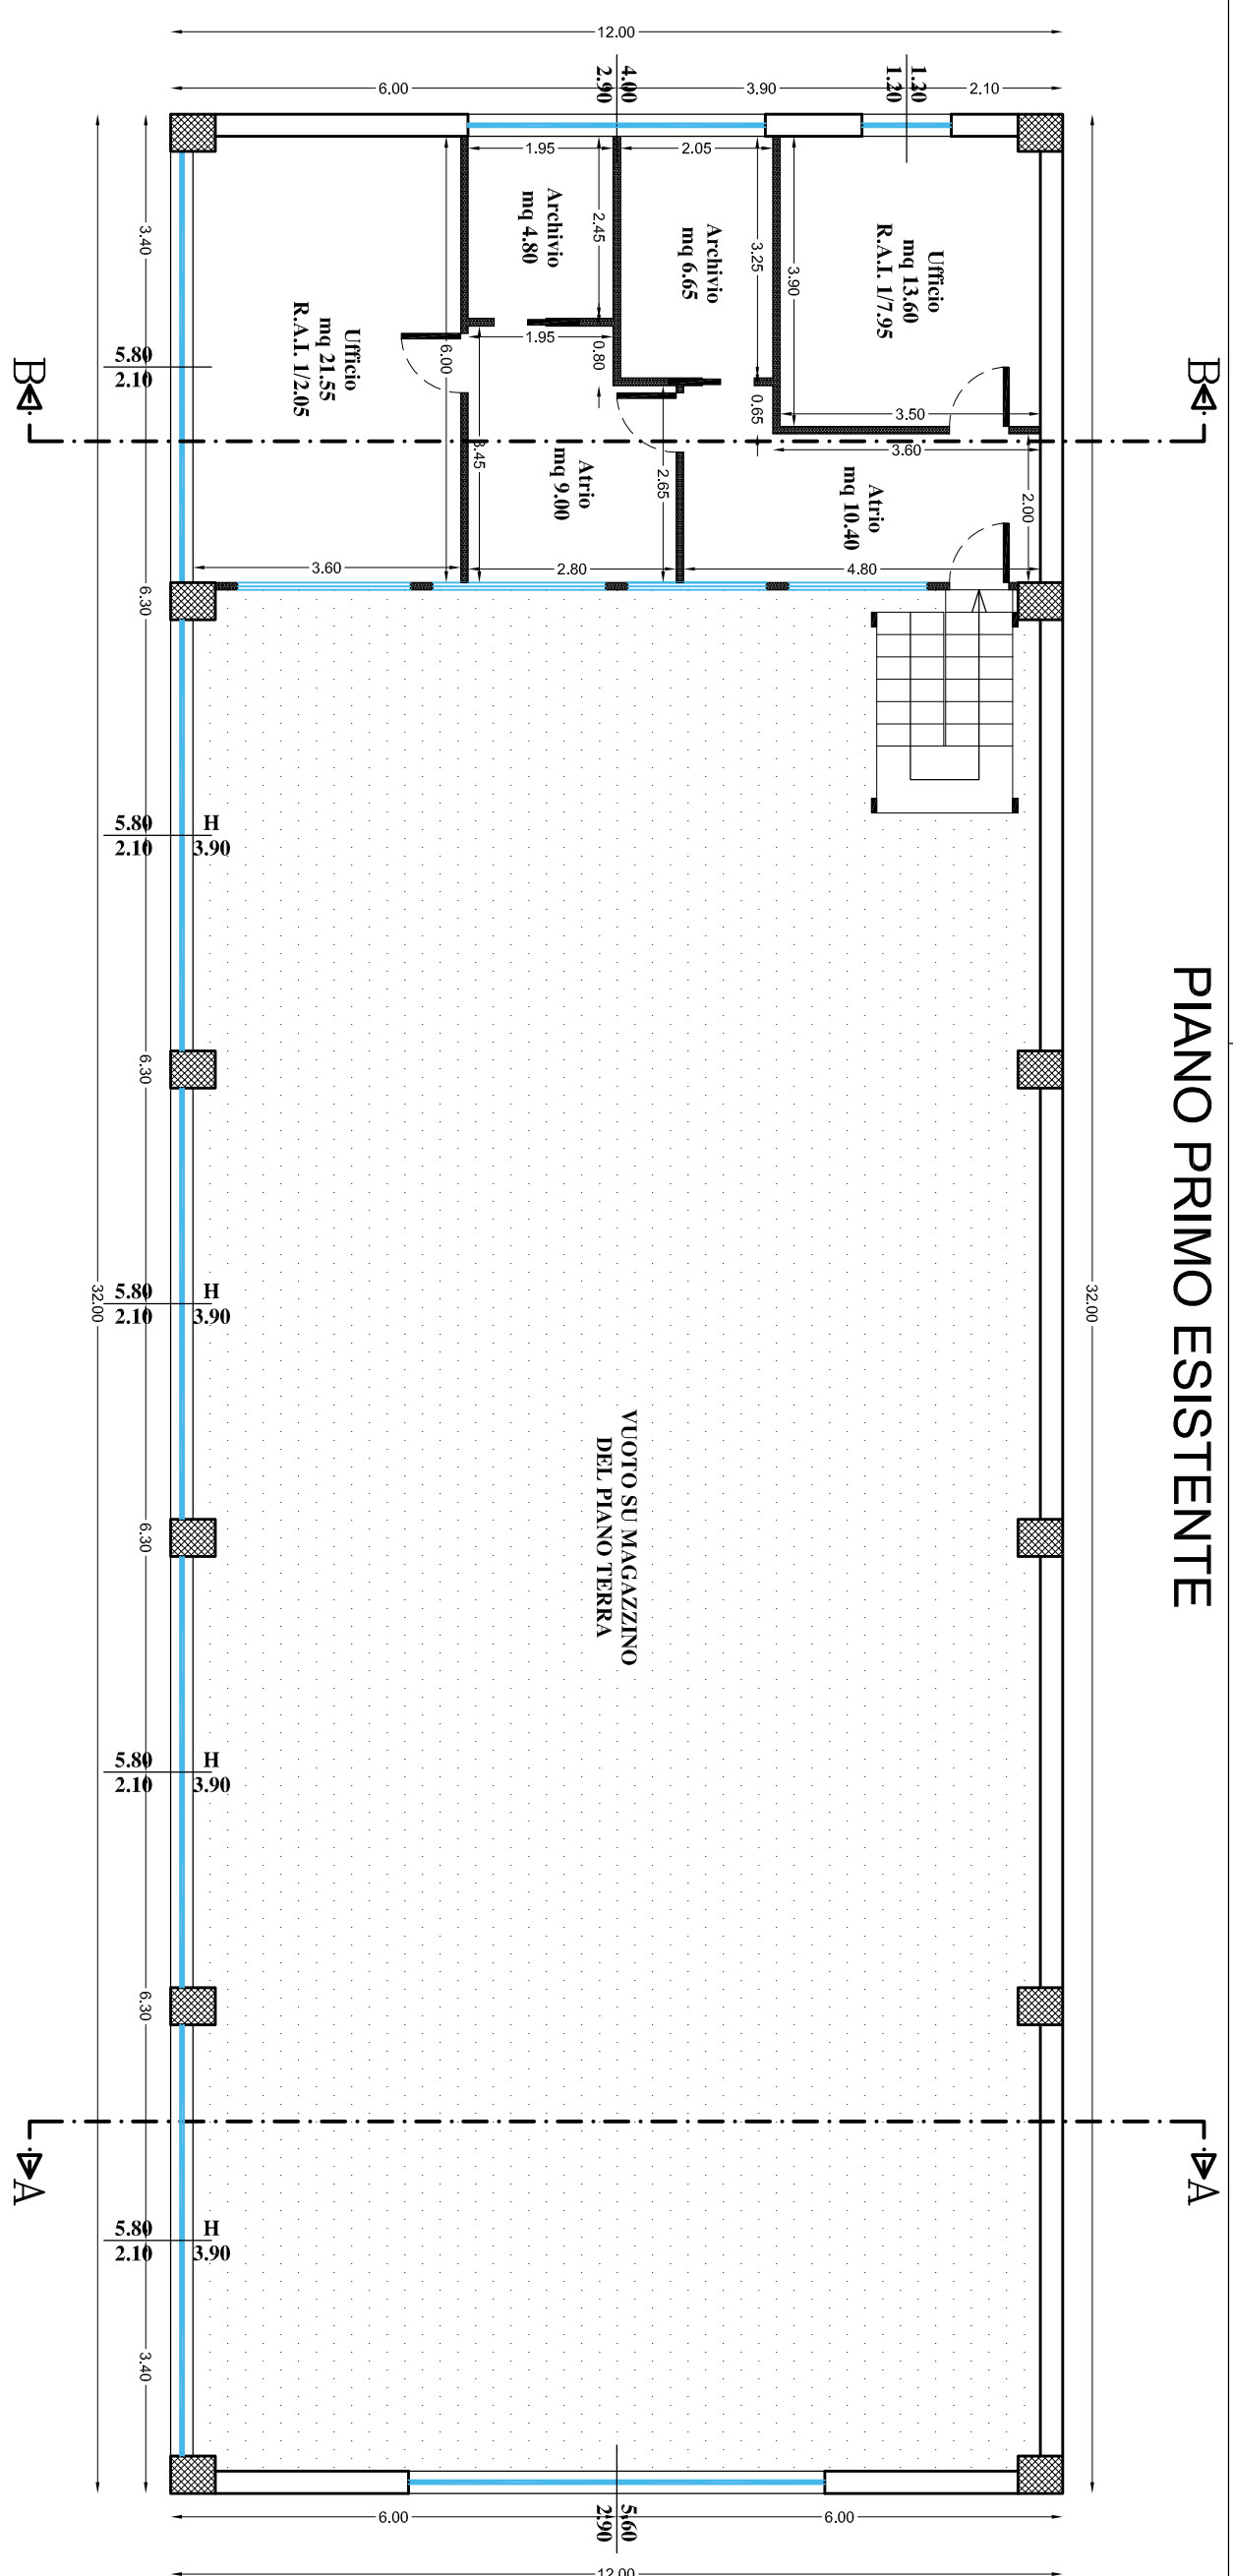 PIANO PRIMO ESISTENTE
12.00
6.00
4.00
2.90
3.90
1.20
1.20
2.10
32.00
32.00
3.40
6.30
6.30
6.30
6.30
3.40
B
B
A
A
Ufficio
mq 13.60
R.A.I. 1/7.95
3.90
3.50
3.60
Archivio
mq 6.65
2.05
3.25
0.65
Archivio
mq 4.80
1.95
2.45
1.95
0.80
Ufficio
mq 21.55
R.A.I. 1/2.05
6.00
3.60
Atrio
mq 9.00
3.45
2.65
2.80
Atrio
mq 10.40
2.00
4.80
5.80
2.10
5.80
2.10
H
3.90
5.80
2.10
H
3.90
5.80
2.10
H
3.90
5.80
2.10
H
3.90
VUOTO SU MAGAZZINO
DEL PIANO TERRA
6.00
5.60
2.90
6.00
12.00